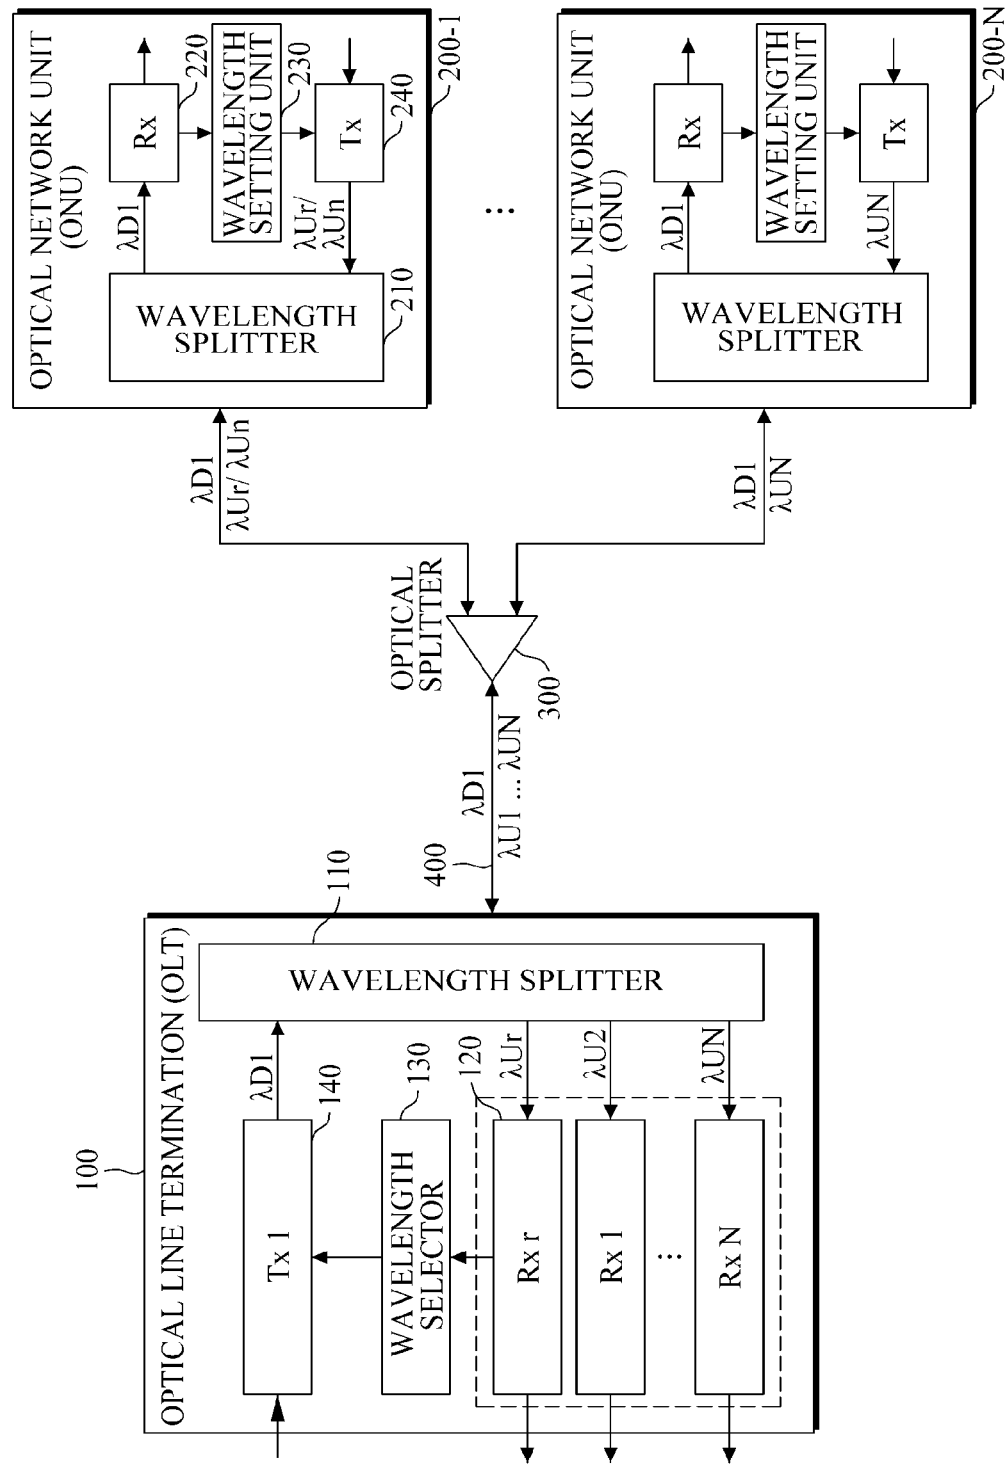 100
OPTICAL LINE TERMINATION (OLT)
Tx 1
140
λD1
WAVELENGTH
SELECTOR
130
120
Rx r
λUr
Rx 1
λU2
...
Rx N
λUN
WAVELENGTH SPLITTER
110
400
λD1
λU1 ... λUN
OPTICAL
SPLITTER
300
λD1
λUr/ λUn
λD1
λUN
OPTICAL NETWORK UNIT
(ONU)
WAVELENGTH
SPLITTER
210
λD1
Rx
220
WAVELENGTH
SETTING UNIT
230
λUr/
λUn
Tx
240
200-1
...
OPTICAL NETWORK UNIT
(ONU)
WAVELENGTH
SPLITTER
λD1
Rx
WAVELENGTH
SETTING UNIT
λUN
Tx
200-N